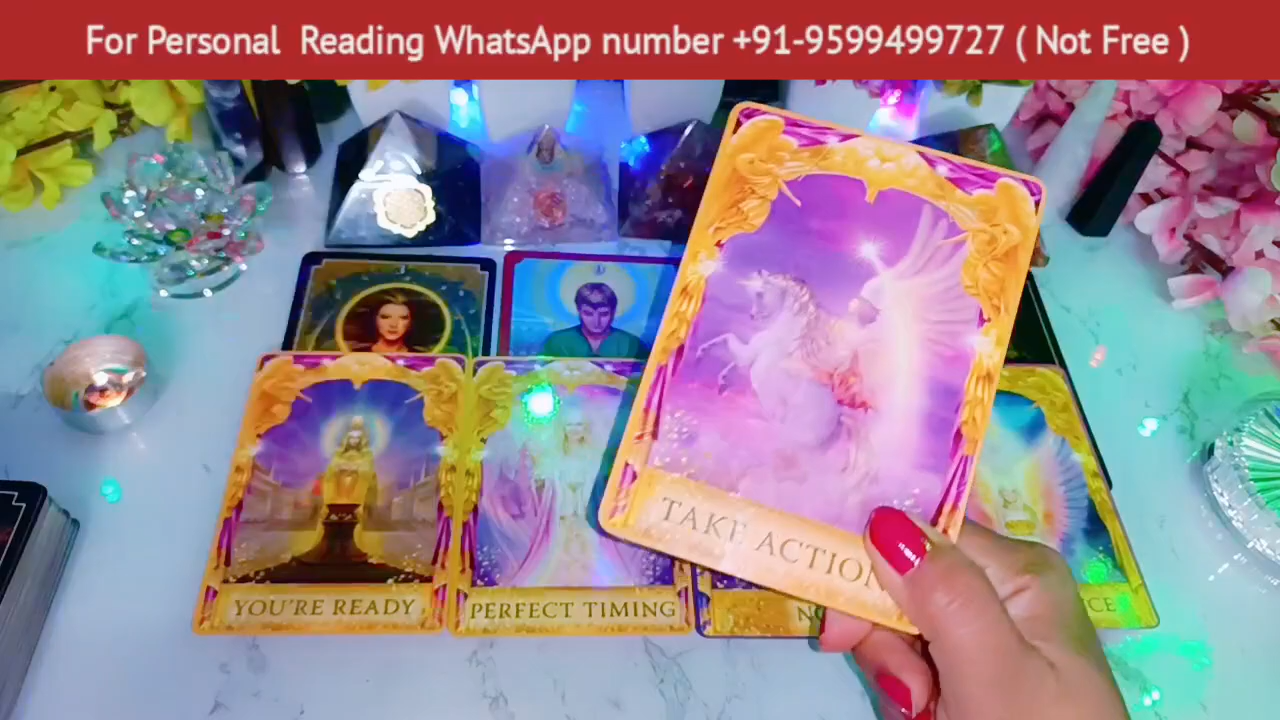 For Personal Reading WhatsApp number +91-9599499727 ( Not Free )
TAKE ACTION
YOU'RE READY
PERFECT TIMING